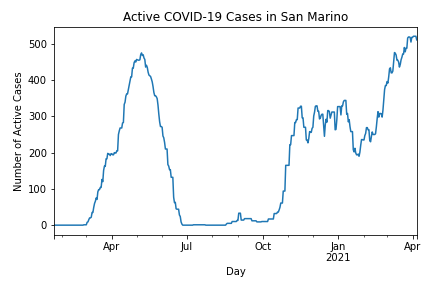 Active COVID-19 Cases in San Marino
Number of Active Cases
500
400
300
200
100
0
Apr
Jul
Oct
Jan
2021
Apr
Day